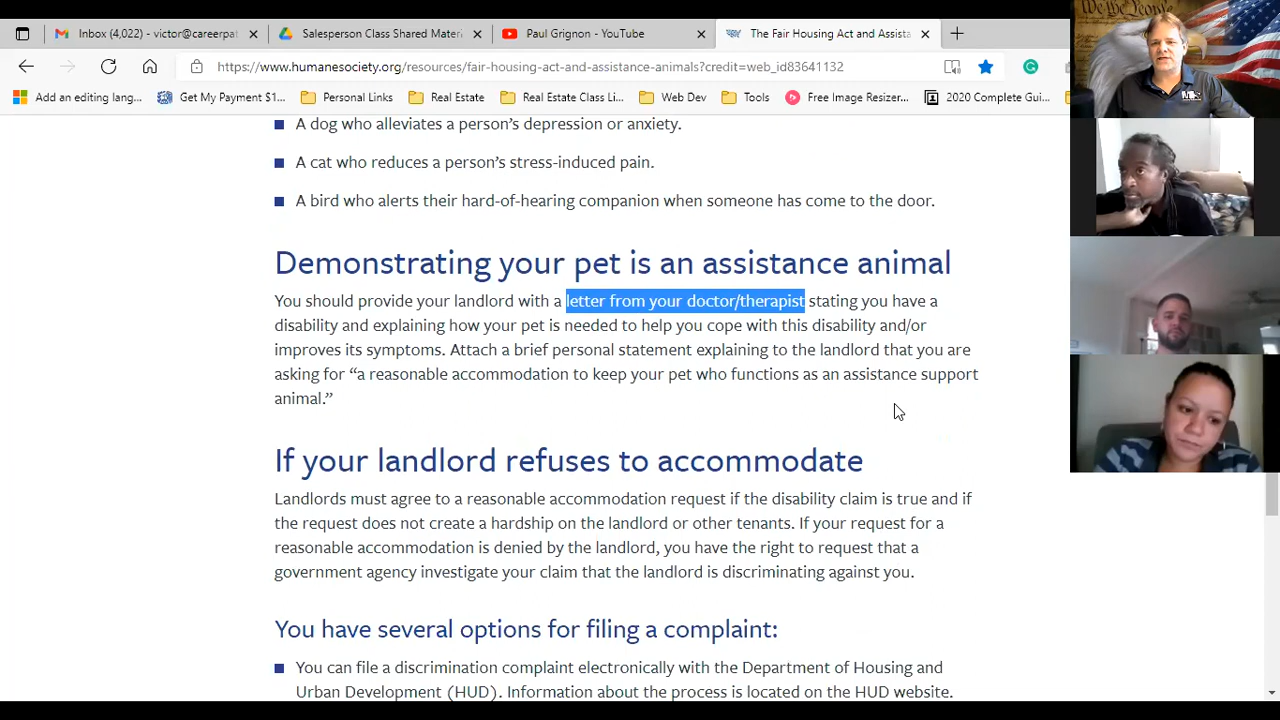 We the People
Inbox (4,022) - victor@careerpat
Salesperson Class Shared Mater
Paul Grignon - YouTube
The Fair Housing Act and Assista
https://www.humanesociety.org/resources/fair-housing-act-and-assistance-animals?credit=web_id83641132
Add an editing lang...
Get My Payment $1...
Personal Links
Real Estate
Real Estate Class Li...
Web Dev
Tools
Free Image Resizer...
2020 Complete Gui...
A dog who alleviates a person's depression or anxiety.
A cat who reduces a person's stress-induced pain.
A bird who alerts their hard-of-hearing companion when someone has come to the door.
Demonstrating your pet is an assistance animal
You should provide your landlord with a letter from your doctor/therapist stating you have a
disability and explaining how your pet is needed to help you cope with this disability and/or
improves its symptoms. Attach a brief personal statement explaining to the landlord that you are
asking for “a reasonable accommodation to keep your pet who functions as an assistance support
animal.”
If your landlord refuses to accommodate
Landlords must agree to a reasonable accommodation request if the disability claim is true and if
the request does not create a hardship on the landlord or other tenants. If your request for a
reasonable accommodation is denied by the landlord, you have the right to request that a
government agency investigate your claim that the landlord is discriminating against you.
You have several options for filing a complaint:
You can file a discrimination complaint electronically with the Department of Housing and
Urban Development (HUD). Information about the process is located on the HUD website.